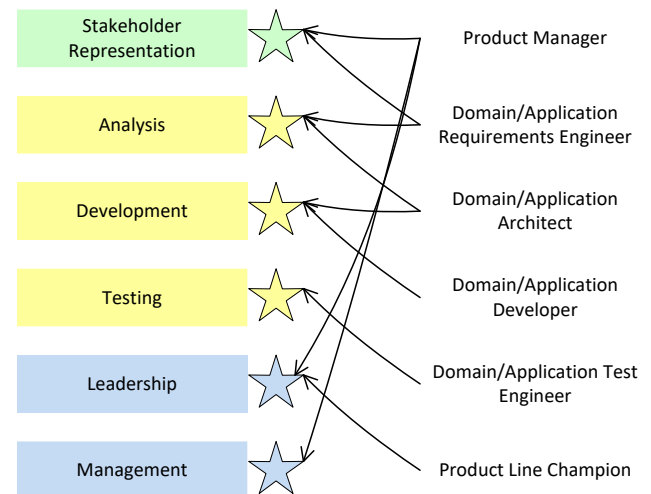 Stakeholder
Representation
Product Manager
Analysis
Domain/Application
Requirements Engineer
Development
Domain/Application
Architect
Testing
Domain/Application
Developer
Leadership
Domain/Application Test
Engineer
Management
Product Line Champion